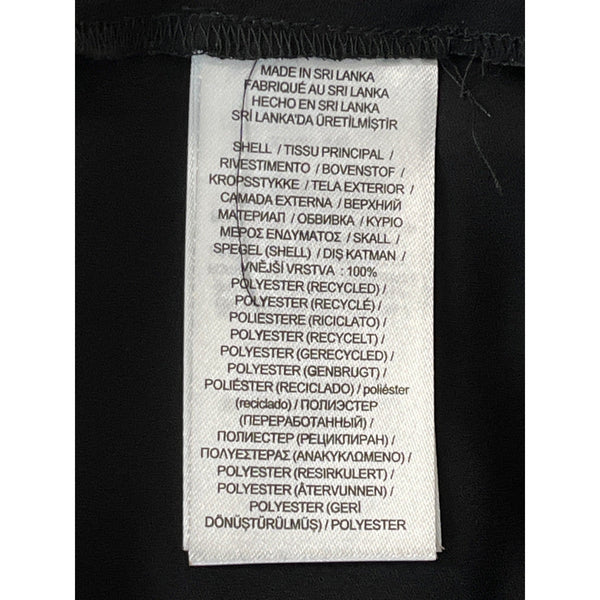 MADE IN SRI LANKA
FABRIQUÉ AU SRI LANKA
HECHO EN SRI LANKA
SRİ LANKA'DA ÜRETİLMİŞTİR
SHELL / TISSU PRINCIPAL /
RIVESTIMENTO / BOVENSTOF /
KROPSSTYKKE / TELA EXTERIOR /
CAMADA EXTERNA / ВЕРХНИЙ
МАТЕРИАЛ / ОБВИВКА / ΚΥΡΙΟ
ΜΕΡΟΣ ΕΝΔΥΜΑΤΟΣ / SKALL /
SPEGEL (SHELL) / DIŞ KATMAN /
VNĚJŠÍ VRSTVA : 100%
POLYESTER (RECYCLED) /
POLYESTER (RECYCLÉ) /
POLIESTERE (RICICLATO) /
POLYESTER (RECYCELT) /
POLYESTER (GERECYCLED) /
POLYESTER (GENBRUGT) /
POLIÉSTER (RECICLADO) / poliéster
(reciclado) / ПОЛИЭСТЕР
(ПЕРЕРАБОТАННЫЙ) /
ПОЛИЕСТЕР (РЕЦИКЛИРАН) /
ΠΟΛΥΕΣΤΕΡΑΣ (ΑΝΑΚΥΚΛΩΜΕΝΟ) /
POLYESTER (RESIRKULERT) /
POLYESTER (ÅTERVUNNEN) /
POLYESTER (GERİ
DÖNÜŞTÜRÜLMÜŞ) / POLYESTER